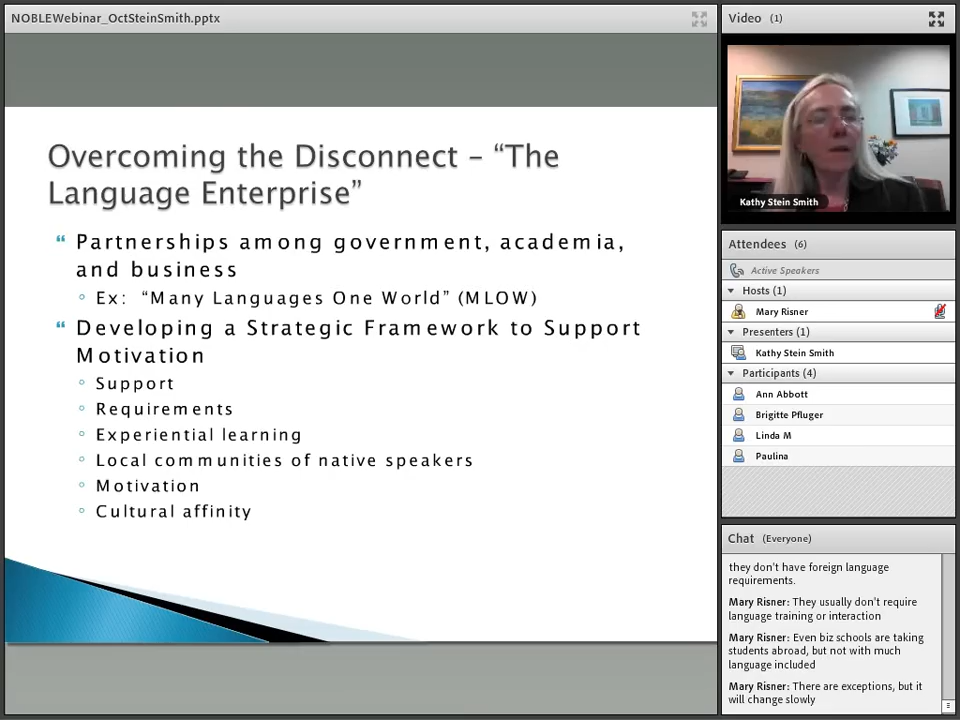 NOBLEWebinar_OctSteinSmith.pptx
Overcoming the Disconnect – “The
Language Enterprise”
Partnerships among government, academia,
and business
Ex: “Many Languages One World” (MLOW)
Developing a Strategic Framework to Support
Motivation
Support
Requirements
Experiential learning
Local communities of native speakers
Motivation
Cultural affinity
Video (1)
Kathy Stein Smith
Attendees (6)
Active Speakers
Hosts (1)
Mary Risner
Presenters (1)
Kathy Stein Smith
Participants (4)
Ann Abbott
Brigitte Pfluger
Linda M
Paulina
Chat (Everyone)
they don't have foreign language
requirements.
Mary Risner: They usually don't require
language training or interaction
Mary Risner: Even biz schools are taking
students abroad, but not with much
language included
Mary Risner: There are exceptions, but it
will change slowly